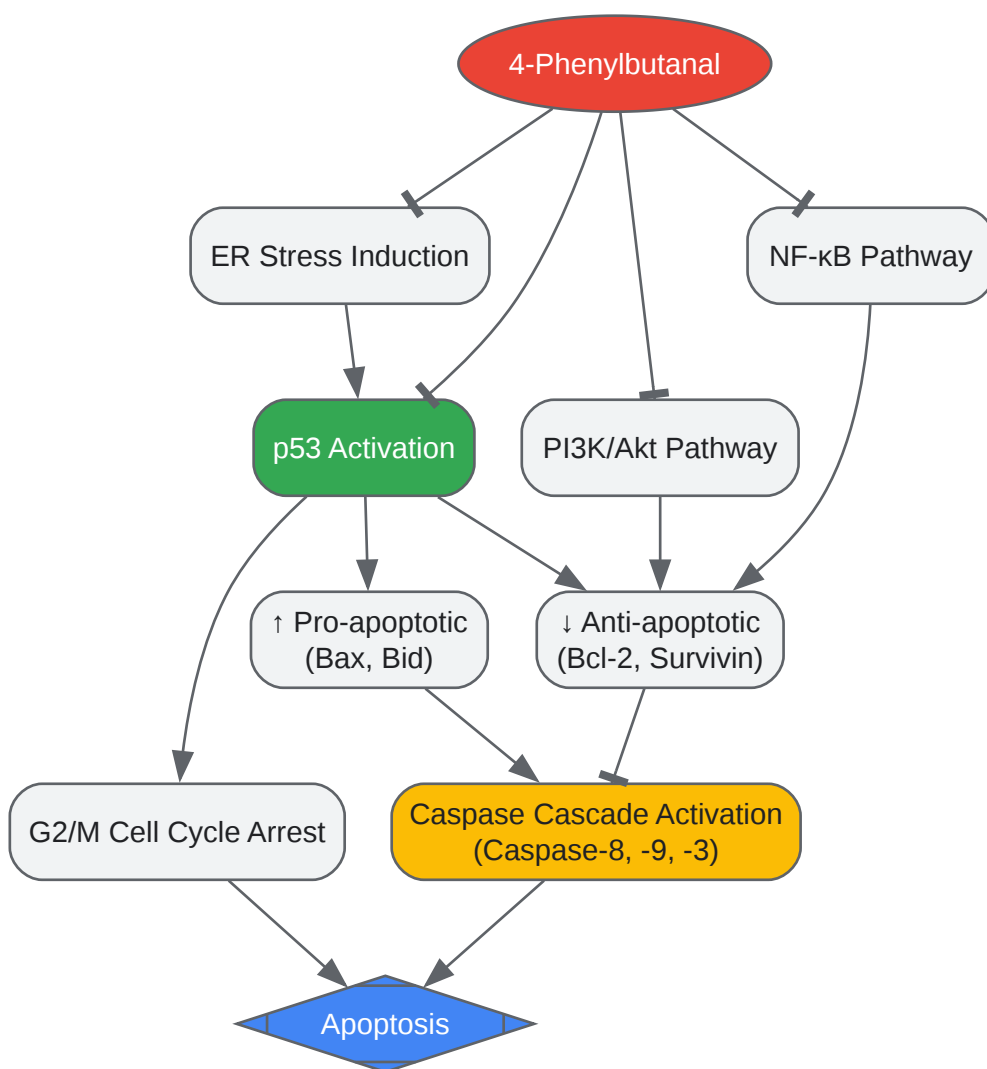 4-Phenylbutanal
ER Stress Induction
NF-κB Pathway
p53 Activation
PI3K/Akt Pathway
↑ Pro-apoptotic
(Bax, Bid)
↓ Anti-apoptotic
(Bcl-2, Survivin)
G2/M Cell Cycle Arrest
Caspase Cascade Activation
(Caspase-8, -9, -3)
Apoptosis